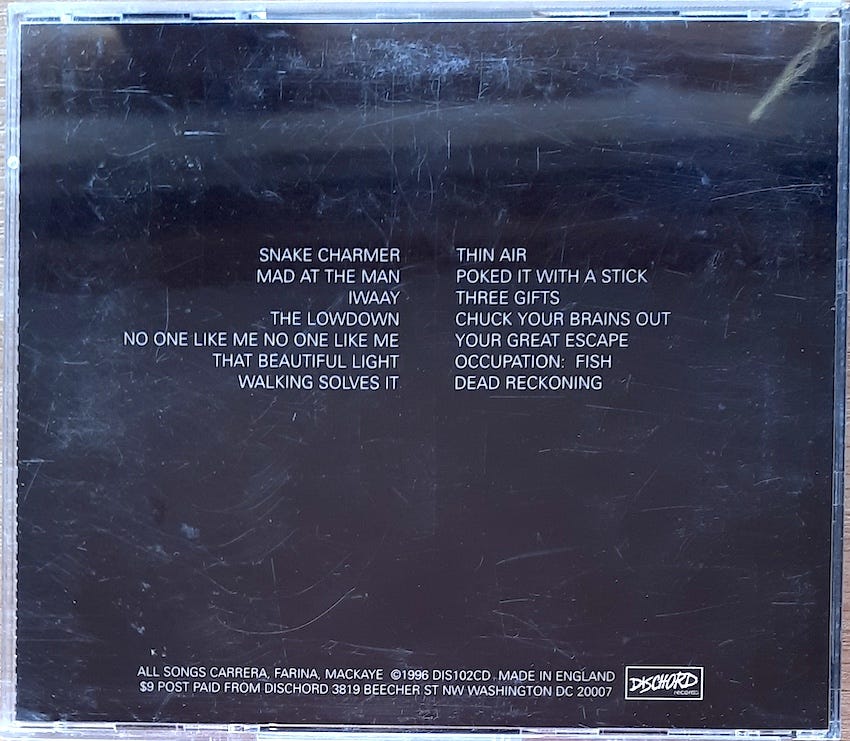 SNAKE CHARMER
MAD AT THE MAN
IWAAY
THE LOWDOWN
NO ONE LIKE ME NO ONE LIKE ME
THAT BEAUTIFUL LIGHT
WALKING SOLVES IT
THIN AIR
POKED IT WITH A STICK
THREE GIFTS
CHUCK YOUR BRAINS OUT
YOUR GREAT ESCAPE
OCCUPATION: FISH
DEAD RECKONING
ALL SONGS CARRERA, FARINA, MACKAYE ©1996 DIS102CD MADE IN ENGLAND
$9 POST PAID FROM DISCHORD 3819 BEECHER ST NW WASHINGTON DC 20007
DISCHORD
records